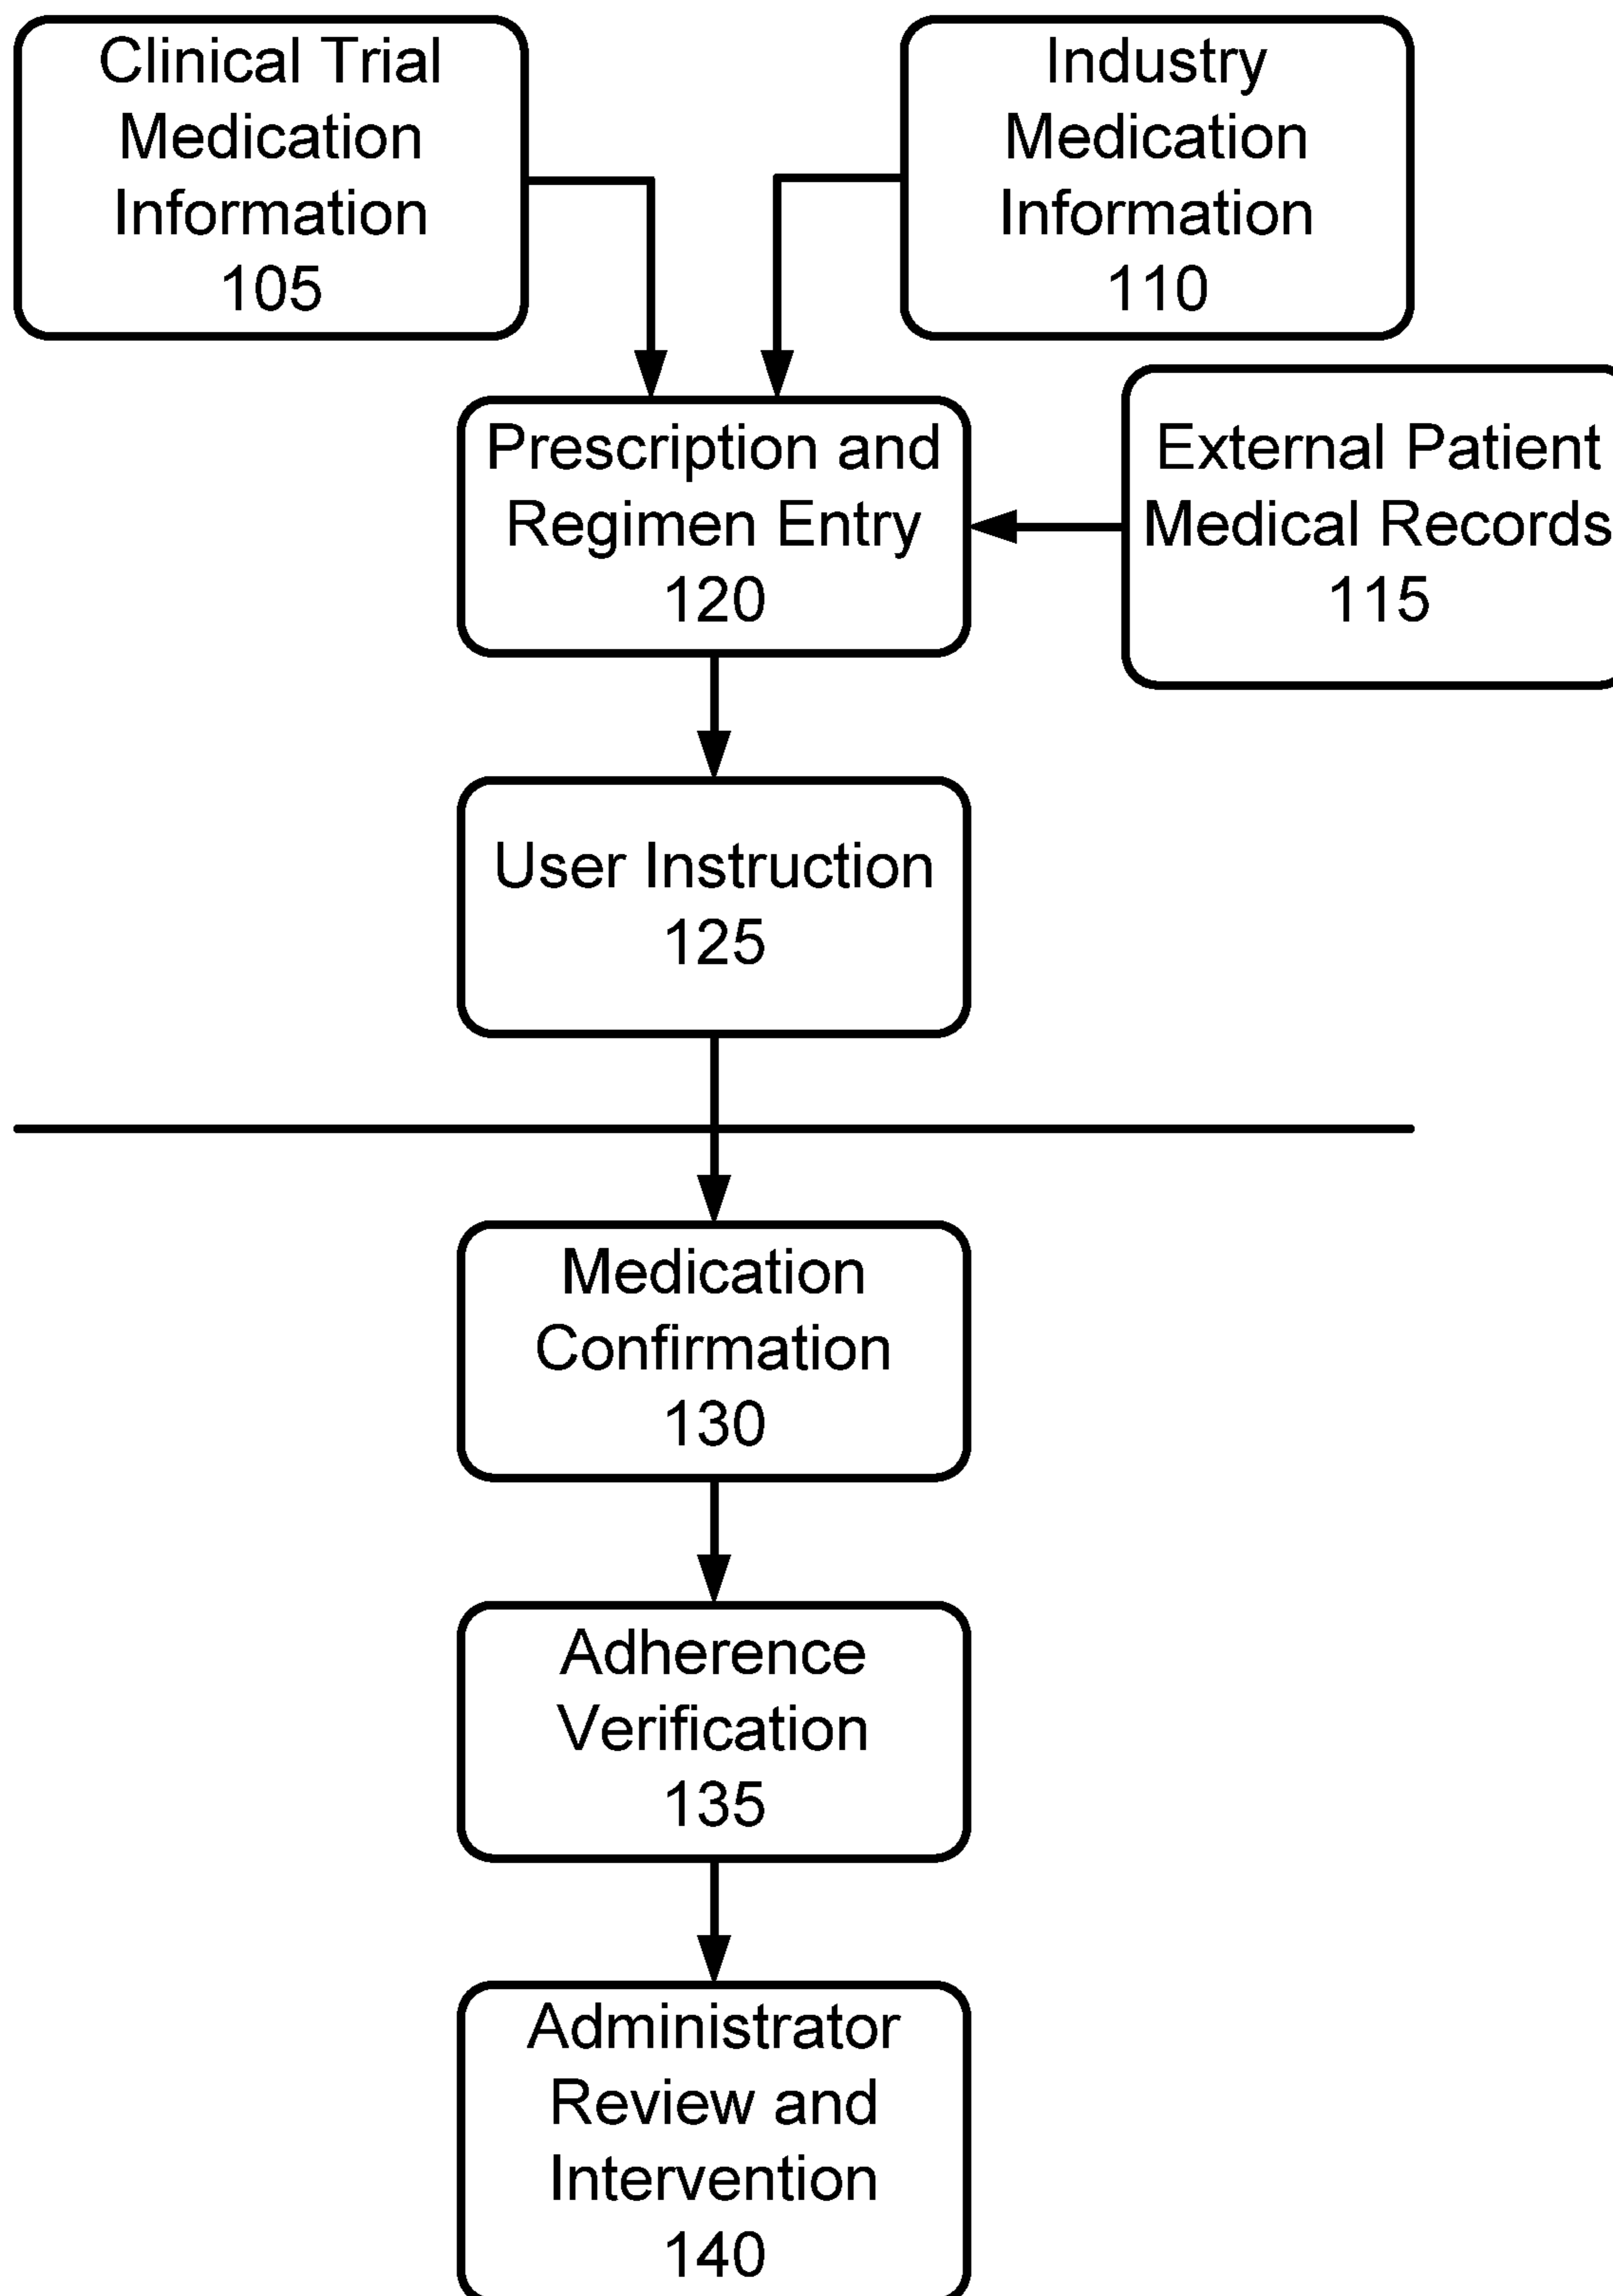 Clinical Trial
Medication
Information
105
Industry
Medication
Information
110
Prescription and
Regimen Entry
120
External Patient
Medical Records
115
User Instruction
125
Medication
Confirmation
130
Adherence
Verification
135
Administrator
Review and
Intervention
140